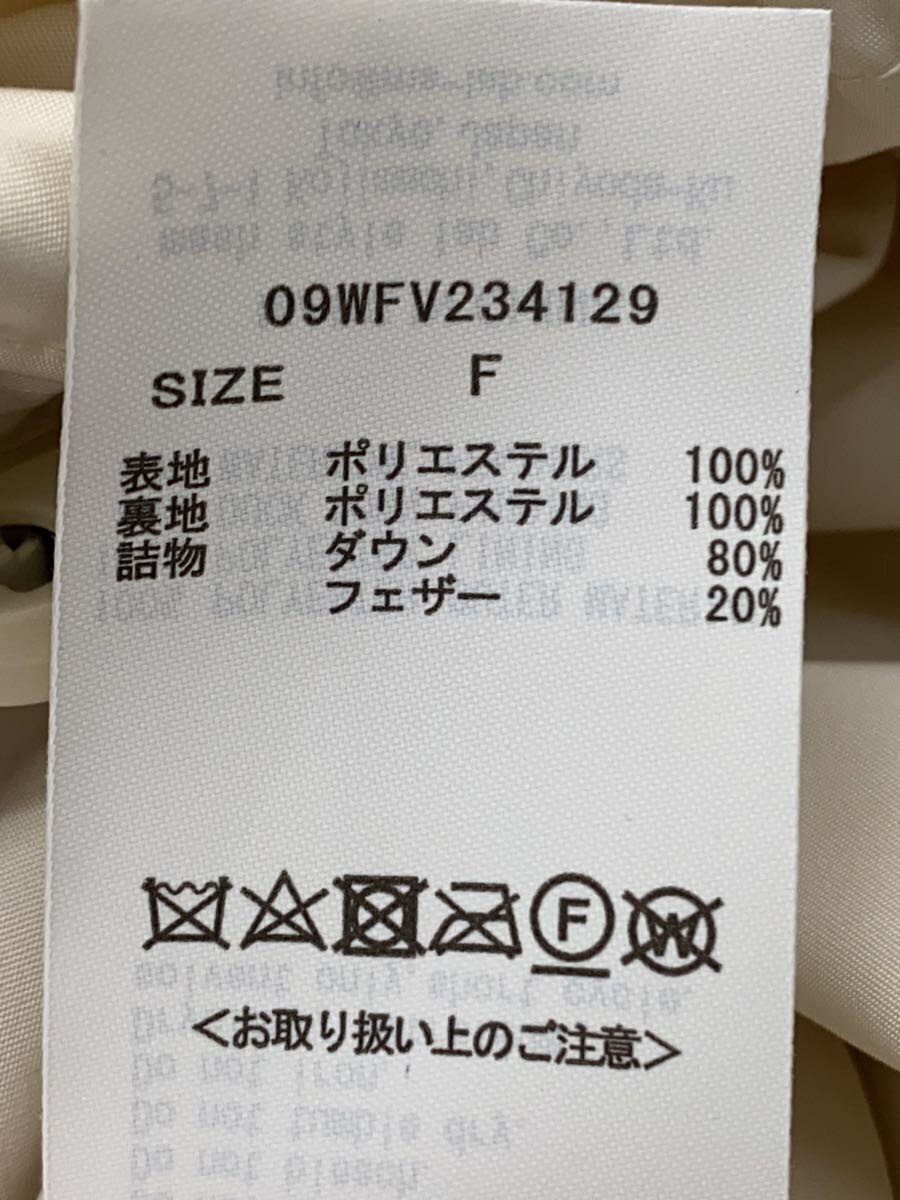 09WFV234129
SIZE F
表地 ポリエステル 100%
裏地 ポリエステル 100%
詰物 ダウン 80%
フェザー 20%
F
W
<お取り扱い上のご注意>